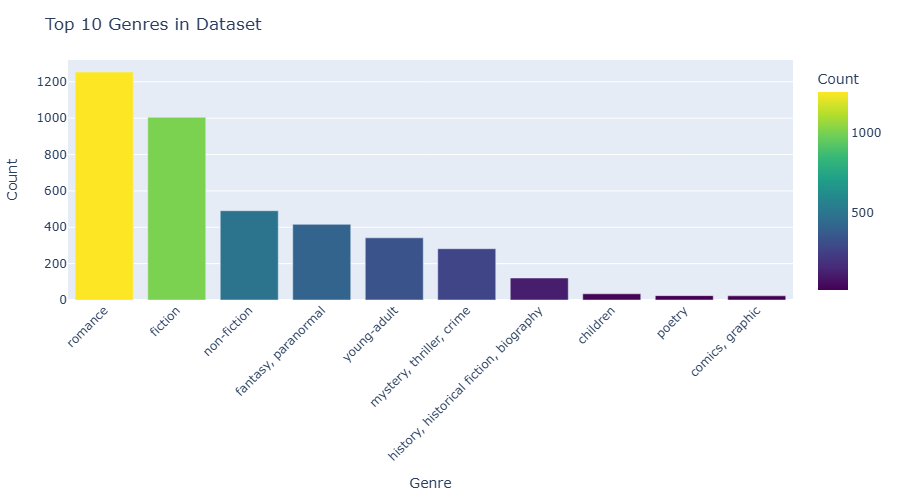 Top 10 Genres in Dataset
Count
1200
1000
800
600
400
200
0
romance
fiction
non-fiction
fantasy, paranormal
young-adult
mystery, thriller, crime
history, historical fiction, biography
children
poetry
comics, graphic
Genre
Count
1000
500